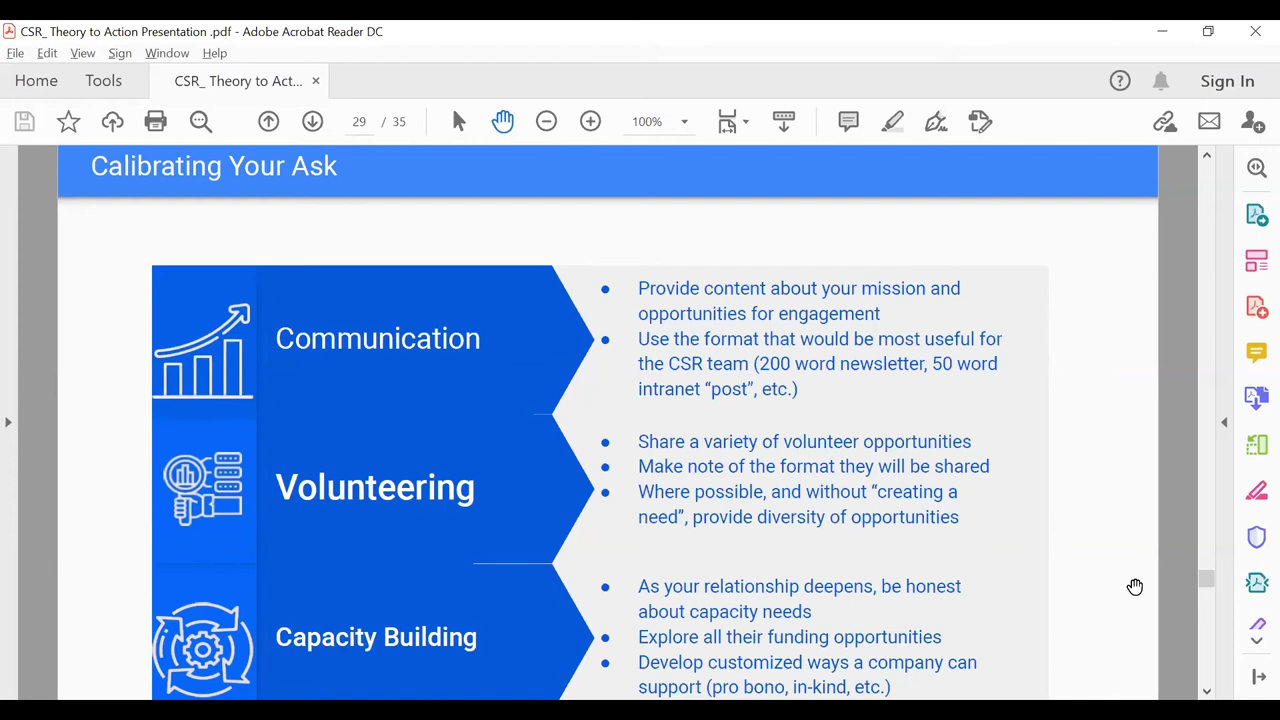 CSR_ Theory to Action Presentation .pdf - Adobe Acrobat Reader DC
File Edit View Sign Window Help
Home Tools CSR_ Theory to Act... × Sign In
29 / 35 100%
Calibrating Your Ask
Communication
● Provide content about your mission and
opportunities for engagement
● Use the format that would be most useful for
the CSR team (200 word newsletter, 50 word
intranet “post”, etc.)
Volunteering
● Share a variety of volunteer opportunities
● Make note of the format they will be shared
● Where possible, and without “creating a
need”, provide diversity of opportunities
Capacity Building
● As your relationship deepens, be honest
about capacity needs
● Explore all their funding opportunities
● Develop customized ways a company can
support (pro bono, in-kind, etc.)